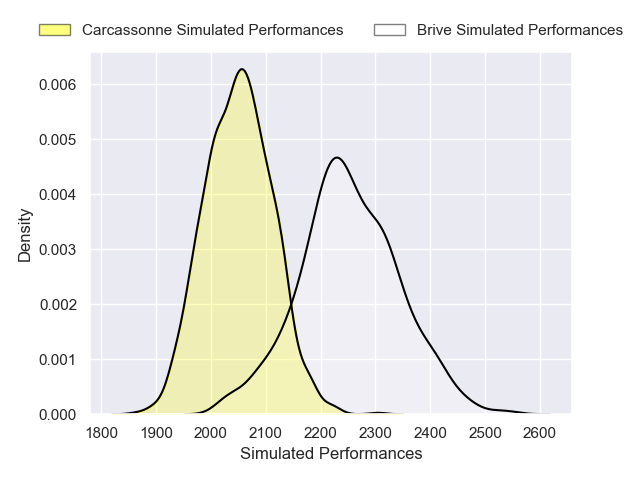 Carcassonne Simulated Performances
Brive Simulated Performances
0.006
0.005
0.004
0.003
0.002
0.001
0.000
Density
1800 1900 2000 2100 2200 2300 2400 2500 2600
Simulated Performances